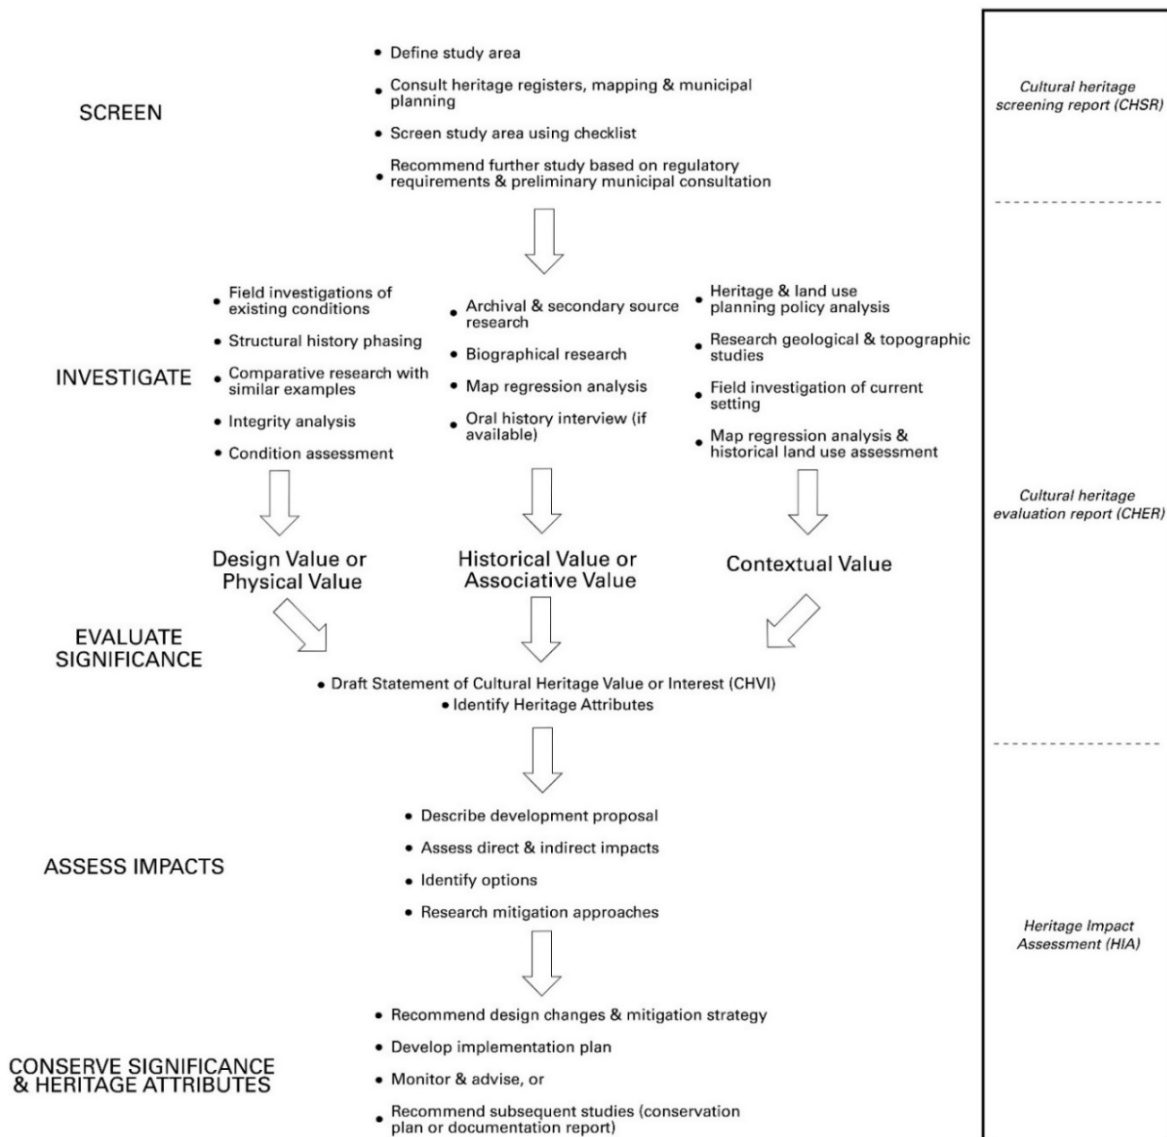 SCREEN
• Define study area
• Consult heritage registers, mapping & municipal
planning
• Screen study area using checklist
• Recommend further study based on regulatory
requirements & preliminary municipal consultation
Cultural heritage
screening report (CHSR)
INVESTIGATE
• Field investigations of
existing conditions
• Structural history phasing
• Comparative research with
similar examples
• Integrity analysis
• Condition assessment
• Archival & secondary source
research
• Biographical research
• Map regression analysis
• Oral history interview (if
available)
• Heritage & land use
planning policy analysis
• Research geological & topographic
studies
• Field investigation of current
setting
• Map regression analysis &
historical land use assessment
Cultural heritage
evaluation report (CHER)
Design Value or
Physical Value
Historical Value or
Associative Value
Contextual Value
EVALUATE
SIGNIFICANCE
• Draft Statement of Cultural Heritage Value or Interest (CHVI)
• Identify Heritage Attributes
ASSESS IMPACTS
• Describe development proposal
• Assess direct & indirect impacts
• Identify options
• Research mitigation approaches
Heritage Impact
Assessment (HIA)
CONSERVE SIGNIFICANCE
& HERITAGE ATTRIBUTES
• Recommend design changes & mitigation strategy
• Develop implementation plan
• Monitor & advise, or
• Recommend subsequent studies (conservation
plan or documentation report)